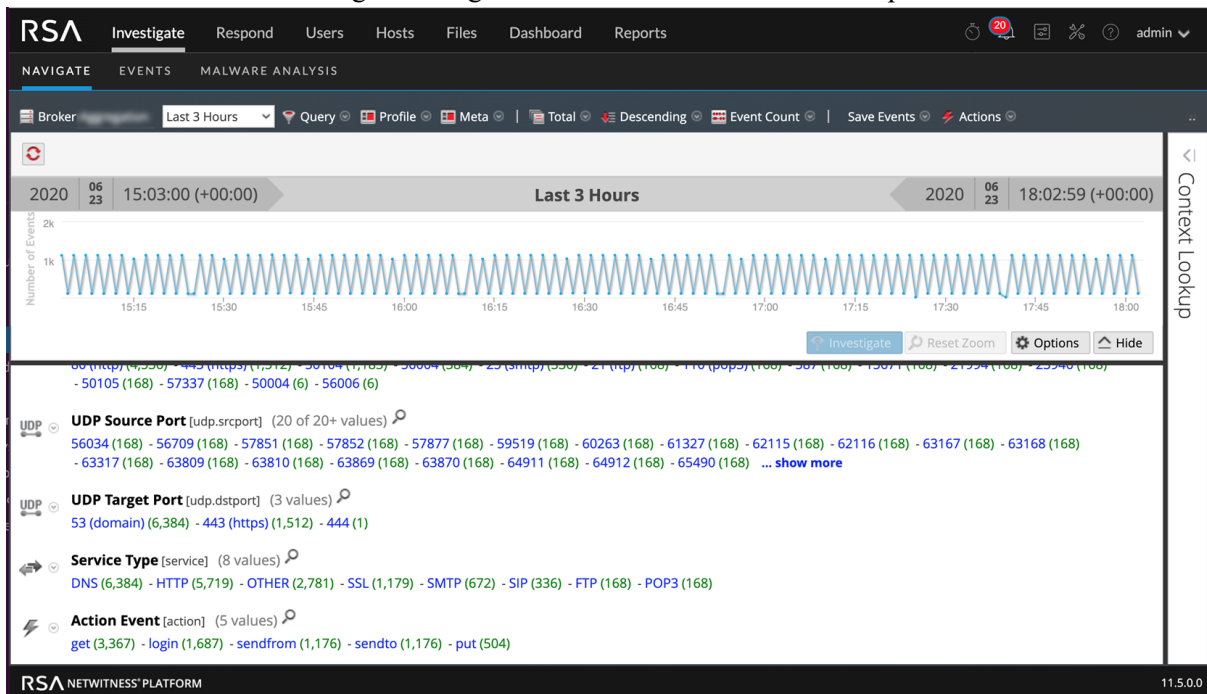 RSA Investigate Respond Users Hosts Files Dashboard Reports 20 admin
NAVIGATE EVENTS MALWARE ANALYSIS
Broker Last 3 Hours Query Profile Meta | Total Descending Event Count | Save Events Actions
2020 06 23 15:03:00 (+00:00) Last 3 Hours 2020 06 23 18:02:59 (+00:00)
Context Lookup
Number of Events
2k
1k
15:15 15:30 15:45 16:00 16:15 16:30 16:45 17:00 17:15 17:30 17:45 18:00
Investigate Reset Zoom Options Hide
- 50105 (168) - 57337 (168) - 50004 (6) - 56006 (6)
UDP UDP Source Port [udp.srcport] (20 of 20+ values)
56034 (168) - 56709 (168) - 57851 (168) - 57852 (168) - 57877 (168) - 59519 (168) - 60263 (168) - 61327 (168) - 62115 (168) - 62116 (168) - 63167 (168) - 63168 (168)
- 63317 (168) - 63809 (168) - 63810 (168) - 63869 (168) - 63870 (168) - 64911 (168) - 64912 (168) - 65490 (168) ... show more
UDP UDP Target Port [udp.dstport] (3 values)
53 (domain) (6,384) - 443 (https) (1,512) - 444 (1)
Service Type [service] (8 values)
DNS (6,384) - HTTP (5,719) - OTHER (2,781) - SSL (1,179) - SMTP (672) - SIP (336) - FTP (168) - POP3 (168)
Action Event [action] (5 values)
get (3,367) - login (1,687) - sendfrom (1,176) - sendto (1,176) - put (504)
RSA NETWITNESS® PLATFORM 11.5.0.0